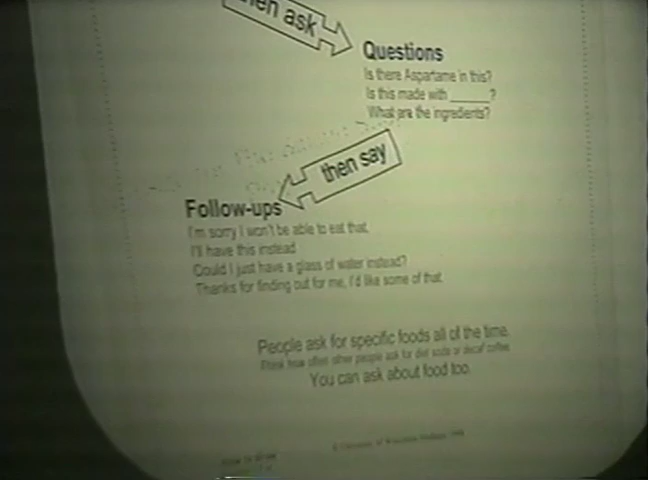 then ask
Questions
Is there Aspartame in this?
Is this made with ______?
What are the ingredients?
then say
Follow-ups
I'm sorry I won't be able to eat that.
I'll have this instead
Could I just have a glass of water instead?
Thanks for finding out for me, I'd like some of that.
People ask for specific foods all of the time.
Think how often other people ask for diet soda or decaf coffee.
You can ask about food too.